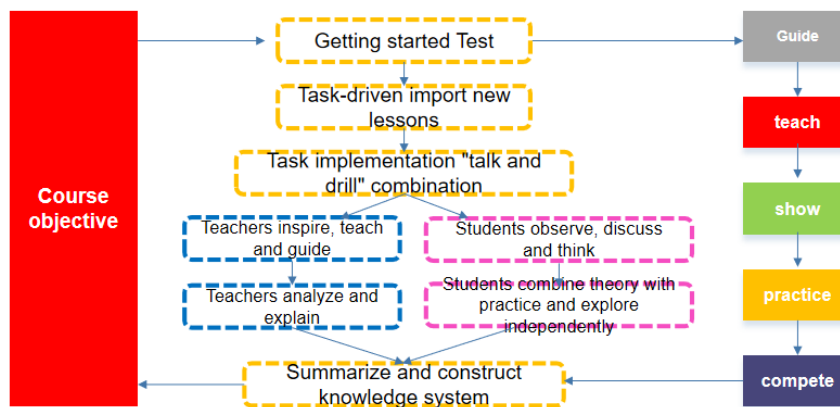 Course
objective
Getting started Test
Task-driven import new
lessons
Task implementation "talk and
drill" combination
Teachers inspire, teach
and guide
Students observe, discuss
and think
Teachers analyze and
explain
Students combine theory with
practice and explore
independently
Summarize and construct
knowledge system
Guide
teach
show
practice
compete